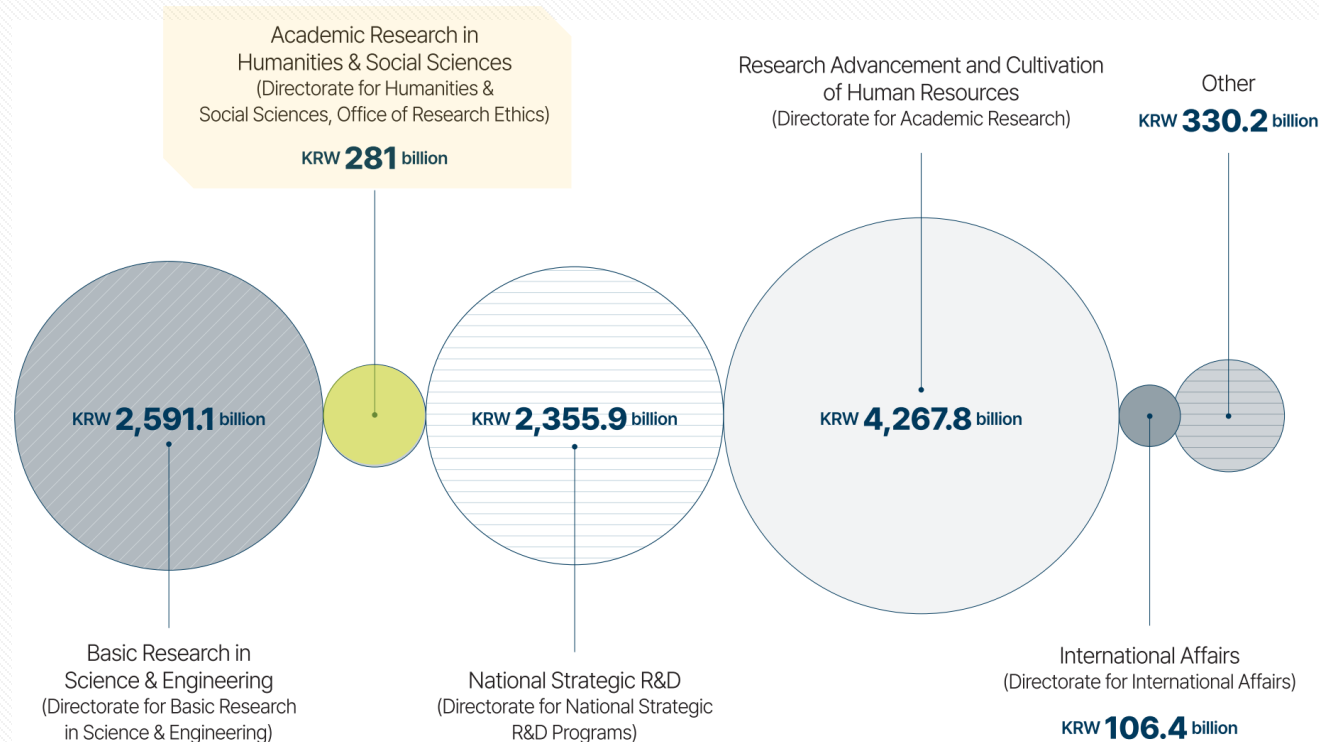 Academic Research in
Humanities & Social Sciences
(Directorate for Humanities &
Social Sciences, Office of Research Ethics)
KRW 281 billion
Research Advancement and Cultivation
of Human Resources
(Directorate for Academic Research)
Other
KRW 330.2 billion
KRW 2,591.1 billion
KRW 2,355.9 billion
KRW 4,267.8 billion
Basic Research in
Science & Engineering
(Directorate for Basic Research
in Science & Engineering)
National Strategic R&D
(Directorate for National Strategic
R&D Programs)
International Affairs
(Directorate for International Affairs)
KRW 106.4 billion